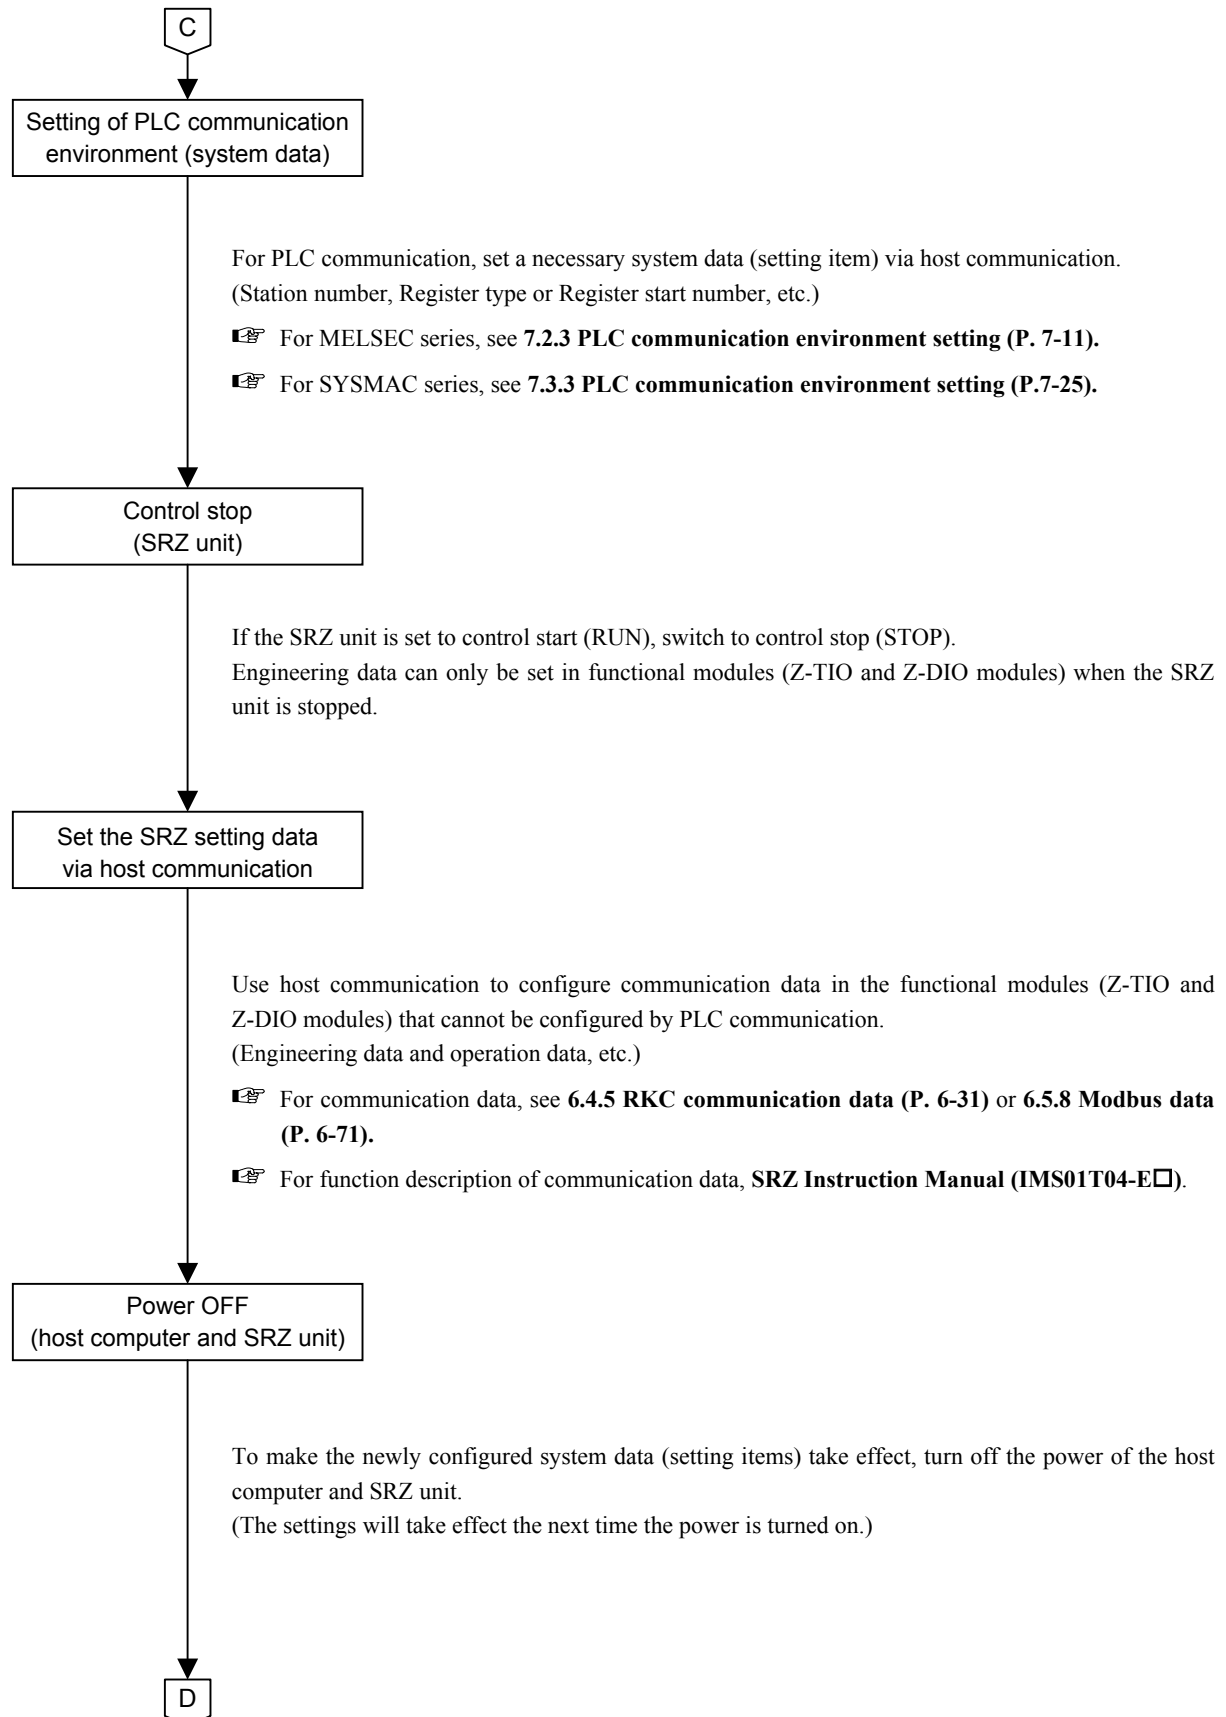 C
Setting of PLC communication
environment (system data)
For PLC communication, set a necessary system data (setting item) via host communication.
(Station number, Register type or Register start number, etc.)
☞ For MELSEC series, see 7.2.3 PLC communication environment setting (P. 7-11).
☞ For SYSMAC series, see 7.3.3 PLC communication environment setting (P.7-25).
Control stop
(SRZ unit)
If the SRZ unit is set to control start (RUN), switch to control stop (STOP).
Engineering data can only be set in functional modules (Z-TIO and Z-DIO modules) when the SRZ
unit is stopped.
Set the SRZ setting data
via host communication
Use host communication to configure communication data in the functional modules (Z-TIO and
Z-DIO modules) that cannot be configured by PLC communication.
(Engineering data and operation data, etc.)
☞ For communication data, see 6.4.5 RKC communication data (P. 6-31) or 6.5.8 Modbus data
(P. 6-71).
☞ For function description of communication data, SRZ Instruction Manual (IMS01T04-E□).
Power OFF
(host computer and SRZ unit)
To make the newly configured system data (setting items) take effect, turn off the power of the host
computer and SRZ unit.
(The settings will take effect the next time the power is turned on.)
D